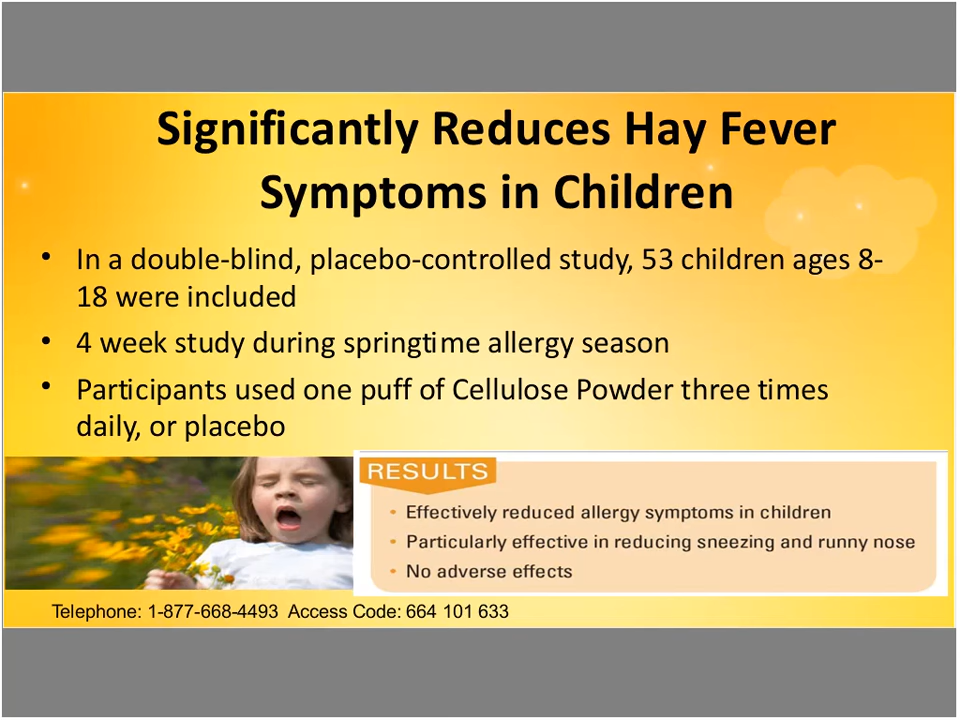 Significantly Reduces Hay Fever
Symptoms in Children
• In a double-blind, placebo-controlled study, 53 children ages 8-
18 were included
• 4 week study during springtime allergy season
• Participants used one puff of Cellulose Powder three times
daily, or placebo
RESULTS
• Effectively reduced allergy symptoms in children
• Particularly effective in reducing sneezing and runny nose
• No adverse effects
Telephone: 1-877-668-4493 Access Code: 664 101 633